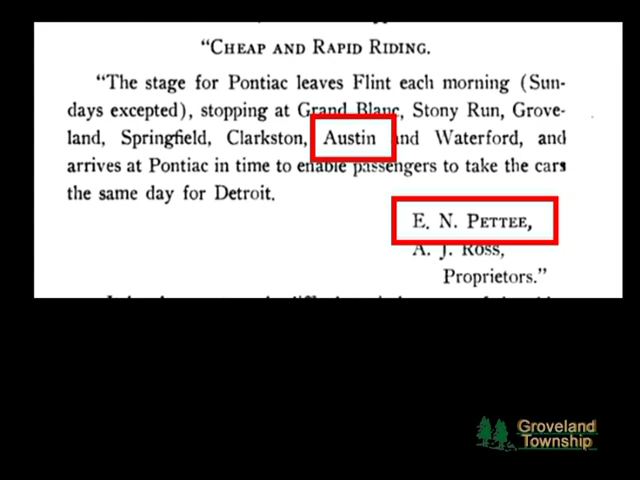 "CHEAP AND RAPID RIDING.
"The stage for Pontiac leaves Flint each morning (Sun-
days excepted), stopping at Grand Blanc, Stony Run, Grove-
land, Springfield, Clarkston, Austin and Waterford, and
arrives at Pontiac in time to enable passengers to take the cars
the same day for Detroit.
E. N. PETTEE,
A. J. Ross,
Proprietors."
Groveland
Township